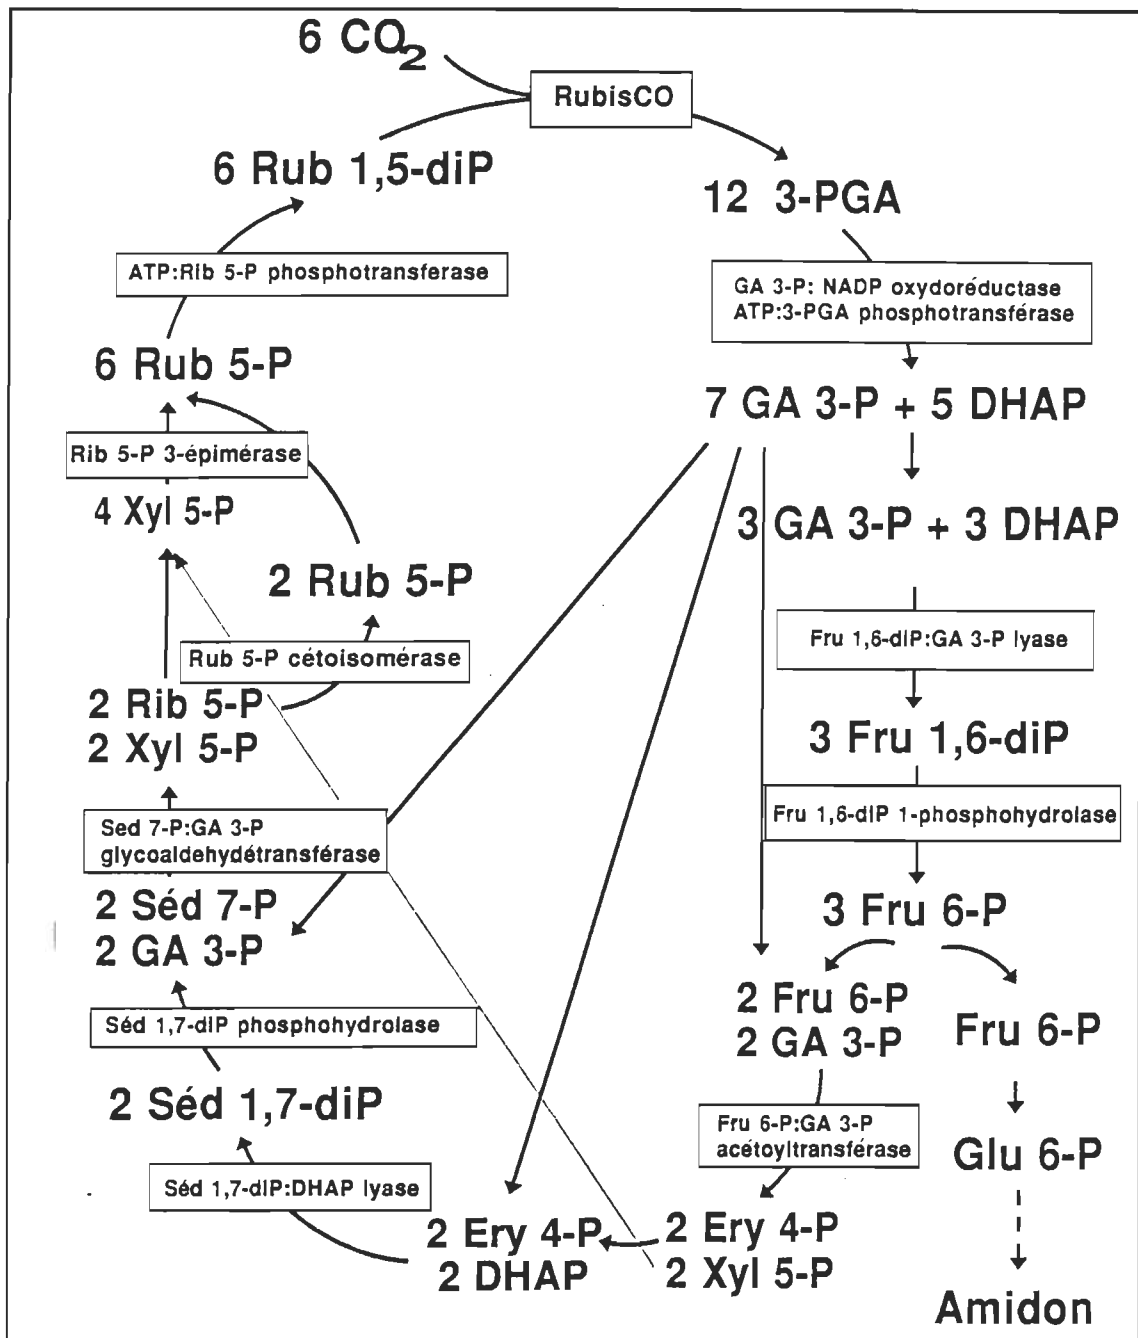 6 CO2
RubisCO
6 Rub 1,5-diP
12 3-PGA
ATP:Rib 5-P phosphotransferase
GA 3-P: NADP oxydoréductase
ATP:3-PGA phosphotransférase
6 Rub 5-P
7 GA 3-P + 5 DHAP
Rib 5-P 3-épimérase
4 Xyl 5-P
3 GA 3-P + 3 DHAP
2 Rub 5-P
Fru 1,6-diP:GA 3-P lyase
Rub 5-P cétoisomérase
2 Rib 5-P
2 Xyl 5-P
3 Fru 1,6-diP
Sed 7-P:GA 3-P
glycoaldehydétransférase
Fru 1,6-diP 1-phosphohydrolase
2 Séd 7-P
2 GA 3-P
3 Fru 6-P
2 Fru 6-P
2 GA 3-P
Fru 6-P
Séd 1,7-diP phosphohydrolase
2 Séd 1,7-diP
Fru 6-P:GA 3-P
acétoyltransférase
Glu 6-P
Séd 1,7-diP:DHAP lyase
2 Ery 4-P
2 DHAP
2 Ery 4-P
2 Xyl 5-P
Amidon